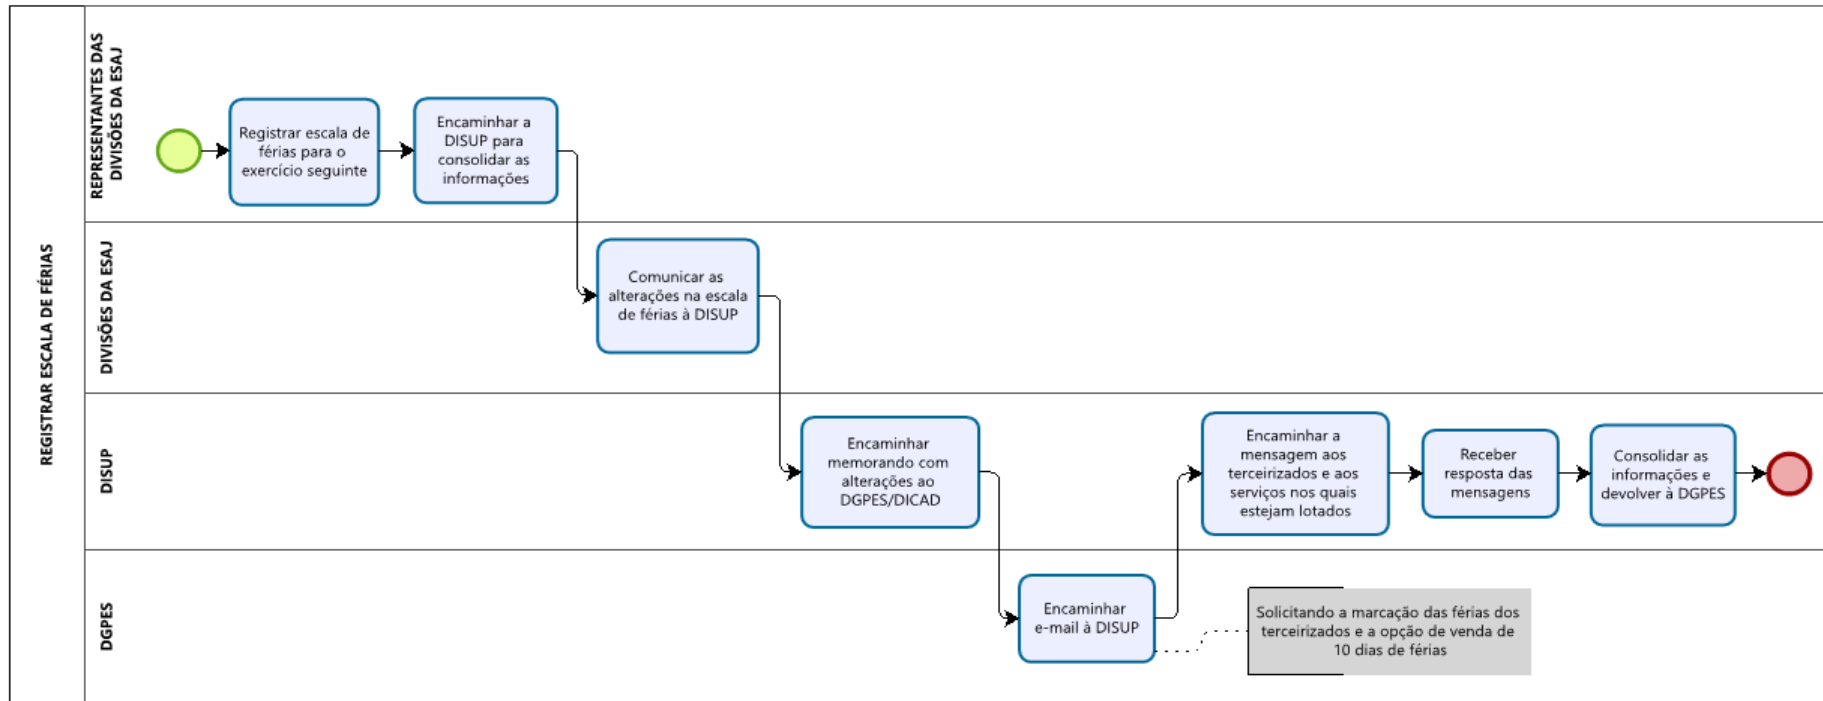 REGISTRAR ESCALA DE FÉRIAS
REPRESENTANTES DAS
DIVISÕES DA ESAJ
Registrar escala de
férias para o
exercício seguinte
Encaminhar a
DISUP para
consolidar as
informações
DIVISÕES DA ESAJ
Comunicar as
alterações na escala
de férias à DISUP
DISUP
Encaminhar
memorando com
alterações ao
DGPES/DICAD
Encaminhar a
mensagem aos
terceirizados e aos
serviços nos quais
estejam lotados
Receber
resposta das
mensagens
Consolidar as
informações e
devolver à DGPES
DGPES
Encaminhar
e-mail à DISUP
Solicitando a marcação das férias dos
terceirizados e a opção de venda de
10 dias de férias